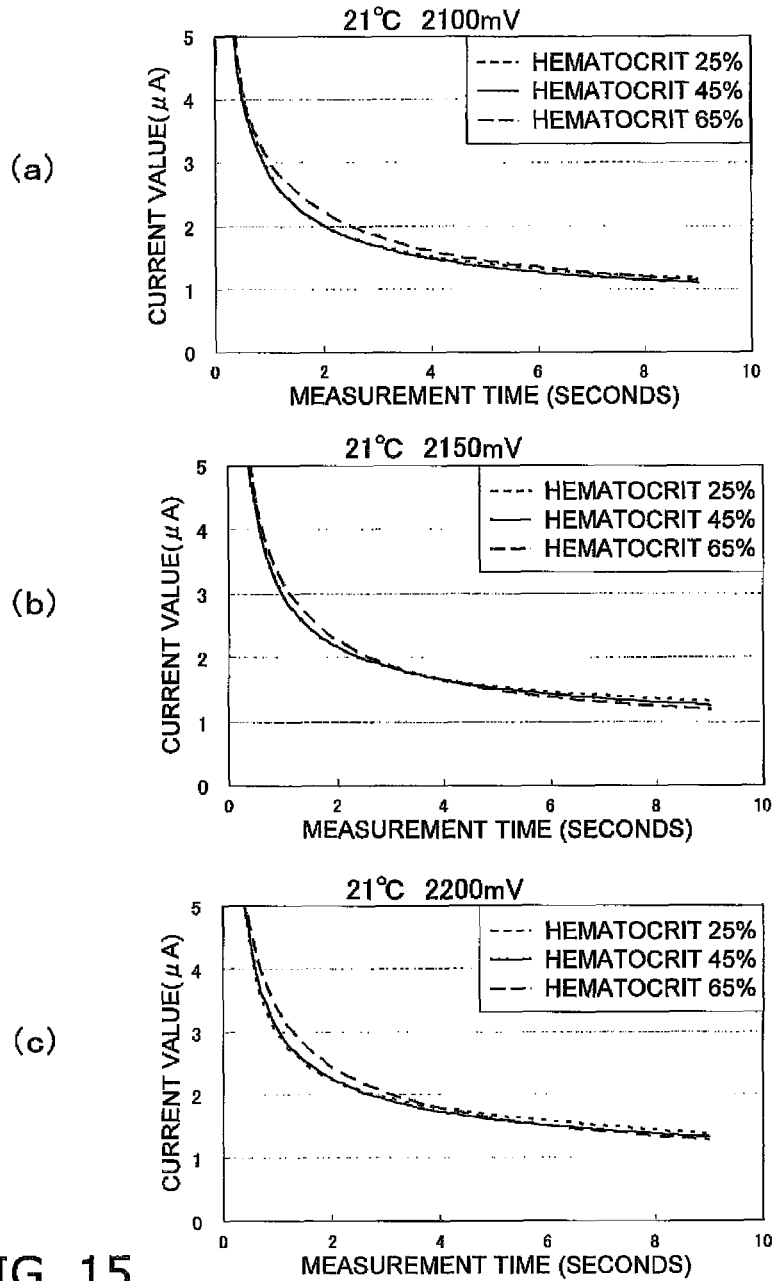 21°C 2100mV
(a)
CURRENT VALUE(μA)
5
4
3
2
1
0
HEMATOCRIT 25%
HEMATOCRIT 45%
HEMATOCRIT 65%
2
4
6
8
10
MEASUREMENT TIME (SECONDS)
21°C 2150mV
(b)
CURRENT VALUE(μA)
5
4
3
2
1
0
HEMATOCRIT 25%
HEMATOCRIT 45%
HEMATOCRIT 65%
0
2
4
6
8
10
MEASUREMENT TIME (SECONDS)
21°C 2200mV
(c)
CURRENT VALUE(μA)
5
4
3
2
1
0
HEMATOCRIT 25%
HEMATOCRIT 45%
HEMATOCRIT 65%
0
2
4
6
8
10
MEASUREMENT TIME (SECONDS)
IG. 15